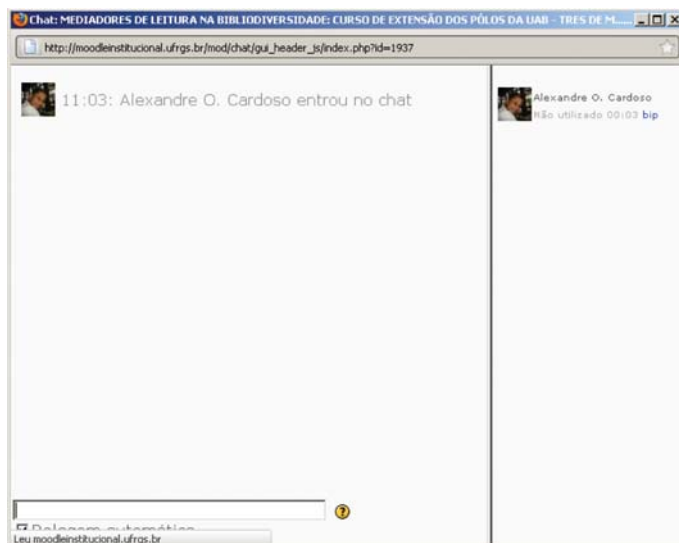 Chat: MEDIADORES DE LEITURA NA BIBLIODIVERSIDADE: CURSO DE EXTENSÃO DOS PÓLOS DA UAB - TRES DE M...
http://moodleinstitucional.ufrgs.br/mod/chat/gui_header_js/index.php?id=1937
11:03: Alexandre O. Cardoso entrou no chat
Alexandre O. Cardoso
Não utilizado 00:03 bip
?
Rolagem automática
Leu moodleinstitucional.ufrgs.br